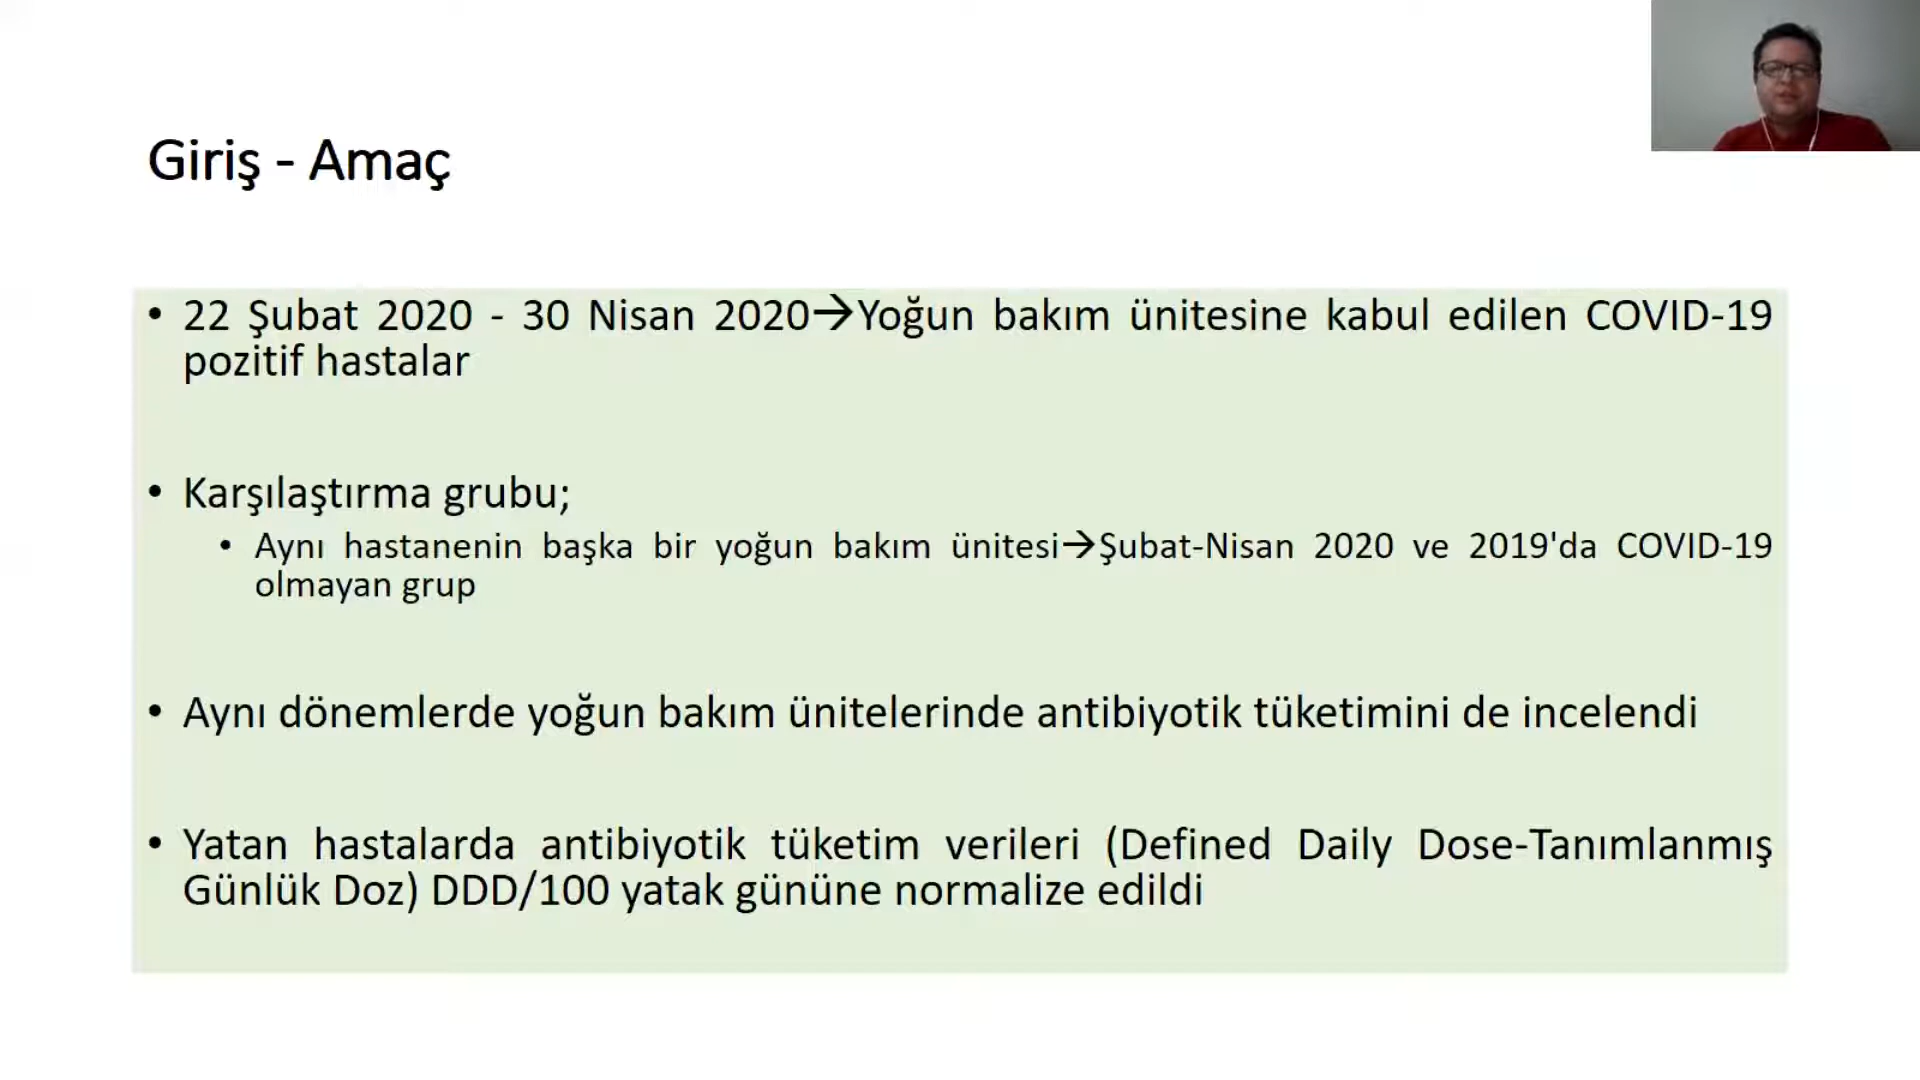 Giriş - Amaç
• 22 Şubat 2020 - 30 Nisan 2020→Yoğun bakım ünitesine kabul edilen COVID-19
pozitif hastalar
• Karşılaştırma grubu;
• Aynı hastanenin başka bir yoğun bakım ünitesi→Şubat-Nisan 2020 ve 2019'da COVID-19
olmayan grup
• Aynı dönemlerde yoğun bakım ünitelerinde antibiyotik tüketimini de incelendi
• Yatan hastalarda antibiyotik tüketim verileri (Defined Daily Dose-Tanımlanmış
Günlük Doz) DDD/100 yatak gününe normalize edildi